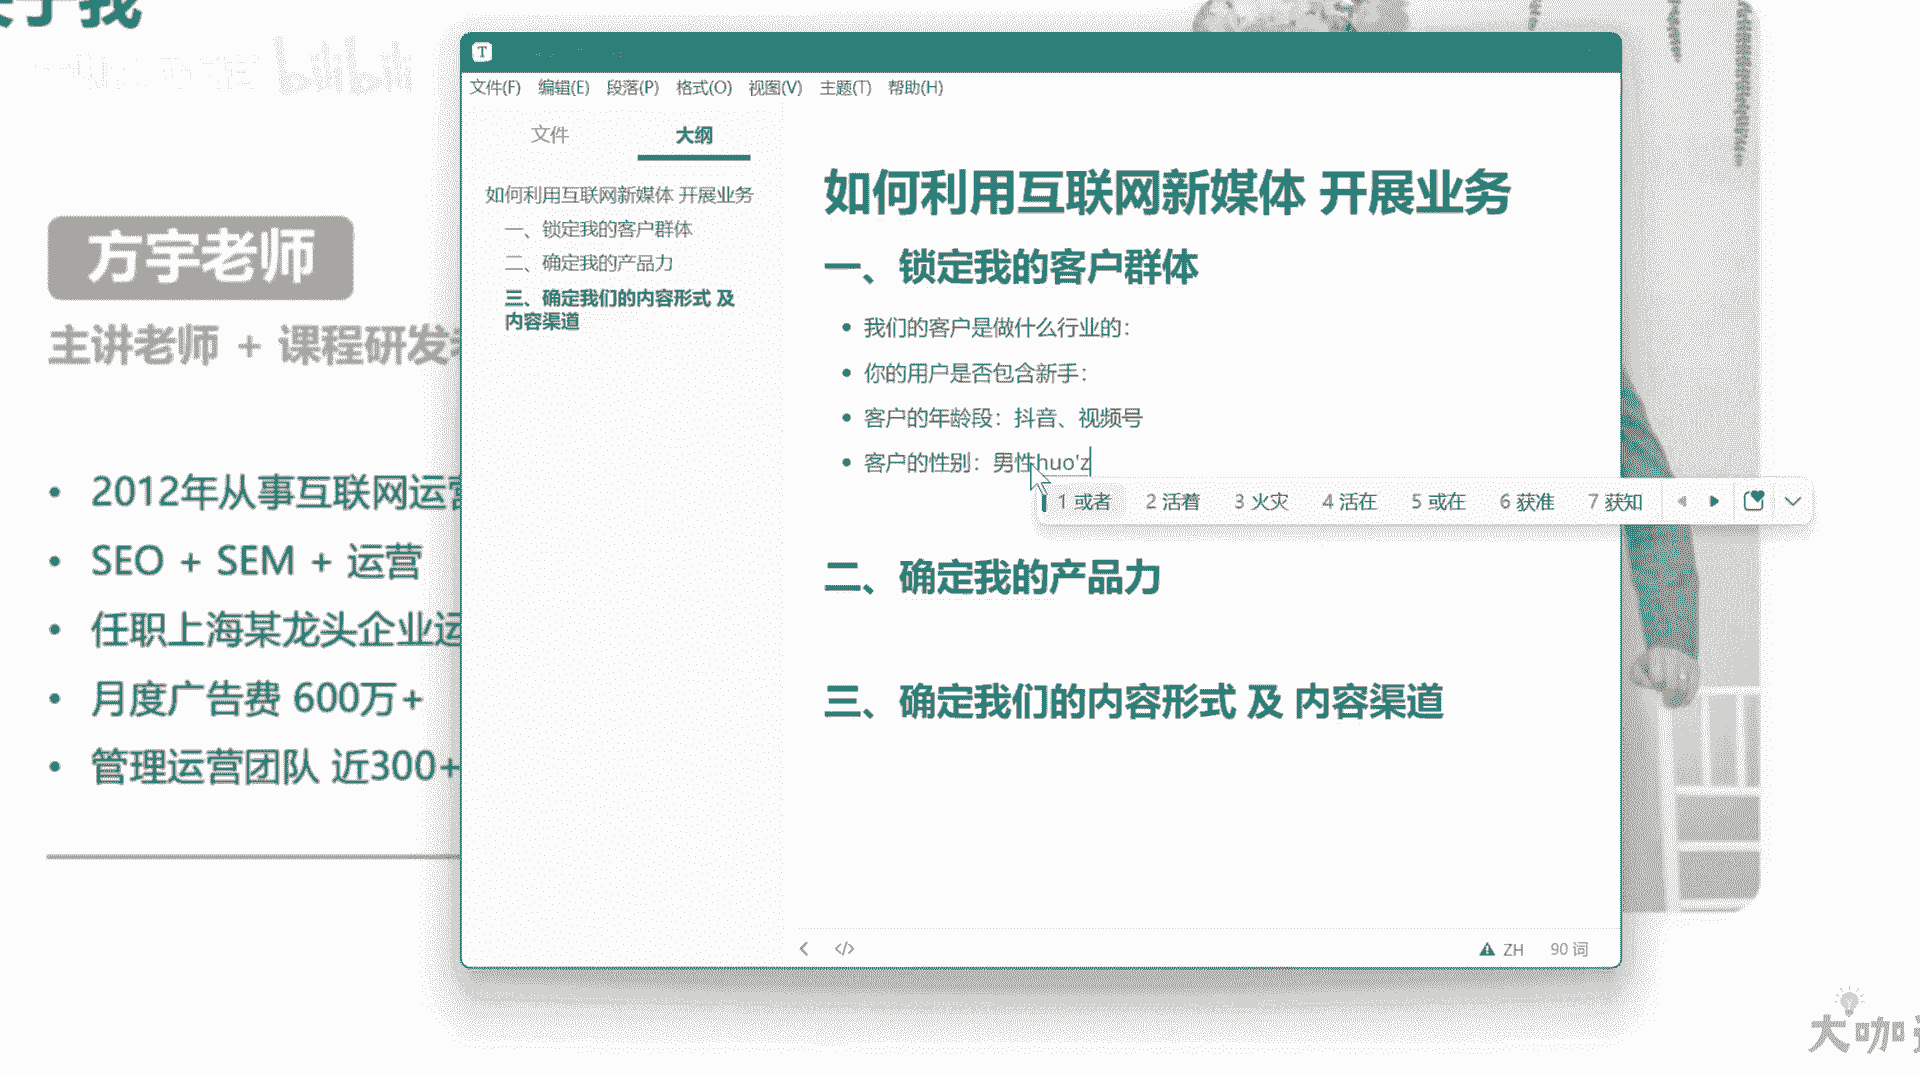 bilibili
方宇老师
主讲老师 + 课程研发
2012年从事互联网运营
SEO + SEM + 运营
任职上海某龙头企业运
月度广告费 600万+
管理运营团队 近300+
T
文件(F) 编辑(E) 段落(P) 格式(O) 视图(V) 主题(T) 帮助(H)
文件 大纲
如何利用互联网新媒体 开展业务
一、锁定我的客户群体
二、确定我的产品力
三、确定我们的内容形式 及
内容渠道
如何利用互联网新媒体 开展业务
一、锁定我的客户群体
我们的客户是做什么行业的：
你的用户是否包含新手：
客户的年龄段：抖音、视频号
客户的性别：男性huo'z
1 或者 2 活着 3 火灾 4 活在 5 或在 6 获准 7 获知
二、确定我的产品力
三、确定我们的内容形式 及 内容渠道
</> ZH 90 词
大咖